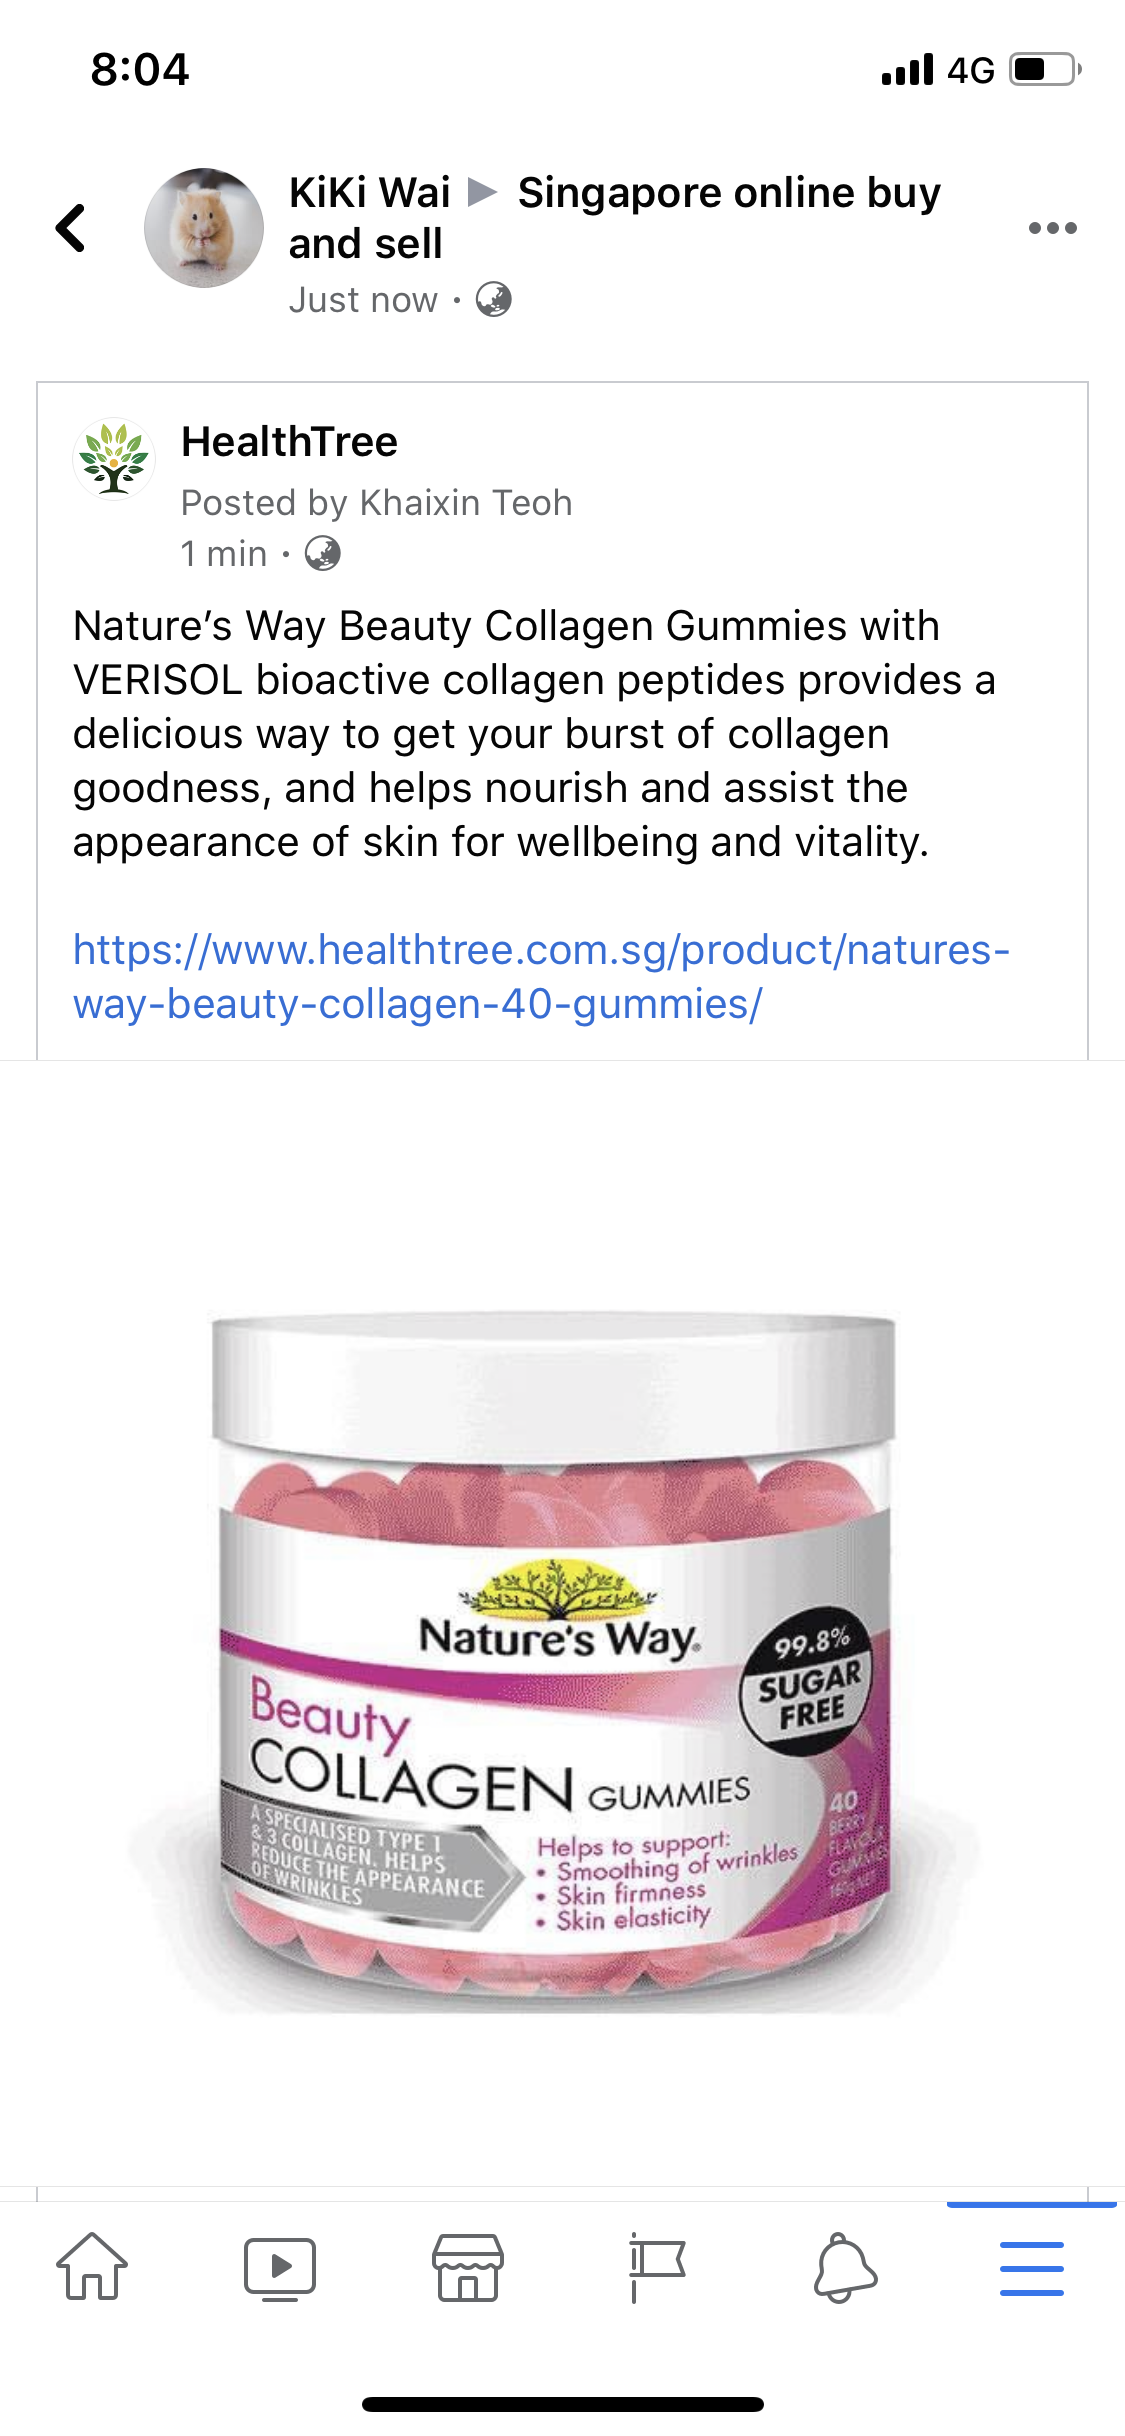 8:04
4G
KiKi Wai ▶ Singapore online buy
and sell
Just now ·
HealthTree
Posted by Khaixin Teoh
1 min ·
Nature’s Way Beauty Collagen Gummies with
VERISOL bioactive collagen peptides provides a
delicious way to get your burst of collagen
goodness, and helps nourish and assist the
appearance of skin for wellbeing and vitality.
https://www.healthtree.com.sg/product/natures-
way-beauty-collagen-40-gummies/
Nature's Way
99.8%
SUGAR
FREE
Beauty
COLLAGEN GUMMIES
A SPECIALISED TYPE 1
& 3 COLLAGEN. HELPS
REDUCE THE APPEARANCE
OF WRINKLES
Helps to support:
• Smoothing of wrinkles
• Skin firmness
• Skin elasticity
40
BERRY